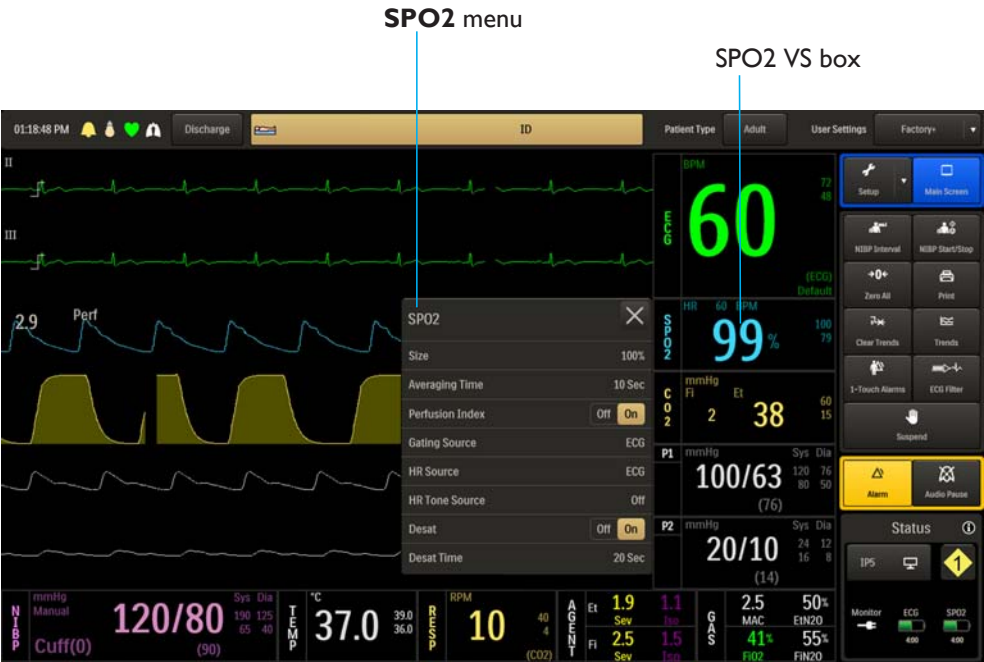 SPO2 menu
SPO2 VS box
01:18:48 PM Discharge ID Patient Type Adult User Settings Factory+
II
III
2.9 Perf
BPM
ECG 60 72 48
(ECG)
Default
HR 60 BPM
SPO2 99% 100 79
mmHg
Fi Et
CO2 2 38 60 15
P1 mmHg Sys Dia
100/63 120 76
80 50
(76)
P2 mmHg Sys Dia
20/10 24 12
16 8
(14)
SPO2
Size 100%
Averaging Time 10 Sec
Perfusion Index Off On
Gating Source ECG
HR Source ECG
HR Tone Source Off
Desat Off On
Desat Time 20 Sec
Setup Main Screen
NIBP Interval NIBP Start/Stop
+0+
Zero All Print
Clear Trends Trends
1-Touch Alarms ECG Filter
Suspend
Alarm Audio Pause
Status
IP5 1
Monitor ECG SPO2
4:00 4:00
NIBP mmHg Sys Dia
Manual 120/80 190 125
65 40
Cuff(0) (90)
TEMP °C 37.0 39.0
36.0
RESP RPM 10 40
4
(CO2)
AGENT Et 1.9 1.1
Sev Iso
Fi 2.5 1.5
Sev Iso
GAS 2.5 50%
MAC EtN2O
41% 55%
FiO2 FiN2O